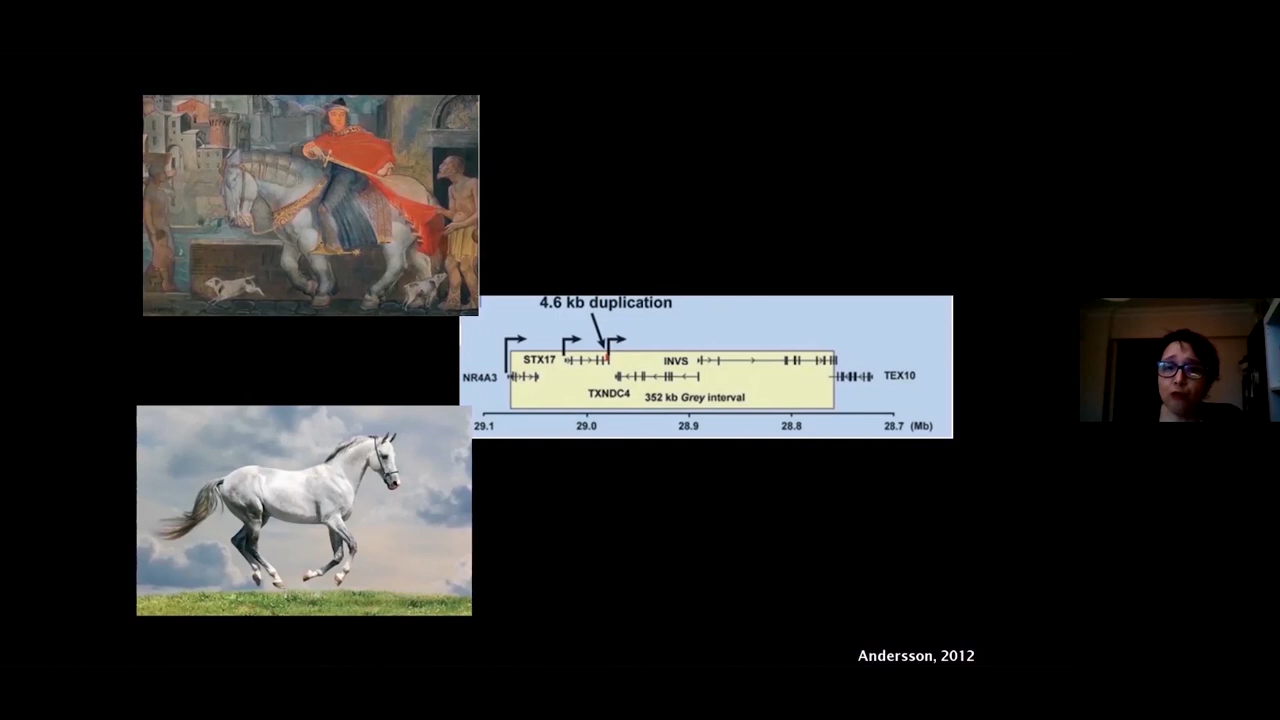 4.6 kb duplication
STX17
INVS
NR4A3
TEX10
TXNDC4
352 kb Grey interval
29.1 29.0 28.9 28.8 28.7 (Mb)
Andersson, 2012